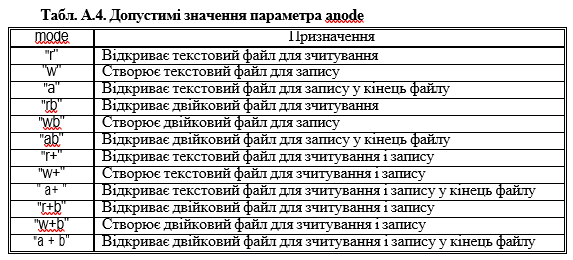 Табл. А.4. Допустимі значення параметра anode
mode Призначення
"r" Відкриває текстовий файл для зчитування
"w" Створює текстовий файл для запису
"a" Відкриває текстовий файл для запису у кінець файлу
"rb" Відкриває двійковий файл для зчитування
"wb" Створює двійковий файл для запису
"ab" Відкриває двійковий файл для запису у кінець файлу
"r+" Відкриває текстовий файл для зчитування і запису
"w+" Створює текстовий файл для зчитування і запису
" a+ " Відкриває текстовий файл для зчитування і запису у кінець файлу
"r+b" Відкриває двійковий файл для зчитування і запису
"w+b" Створює двійковий файл для зчитування і запису
"a + b" Відкриває двійковий файл для зчитування і запису у кінець файлу